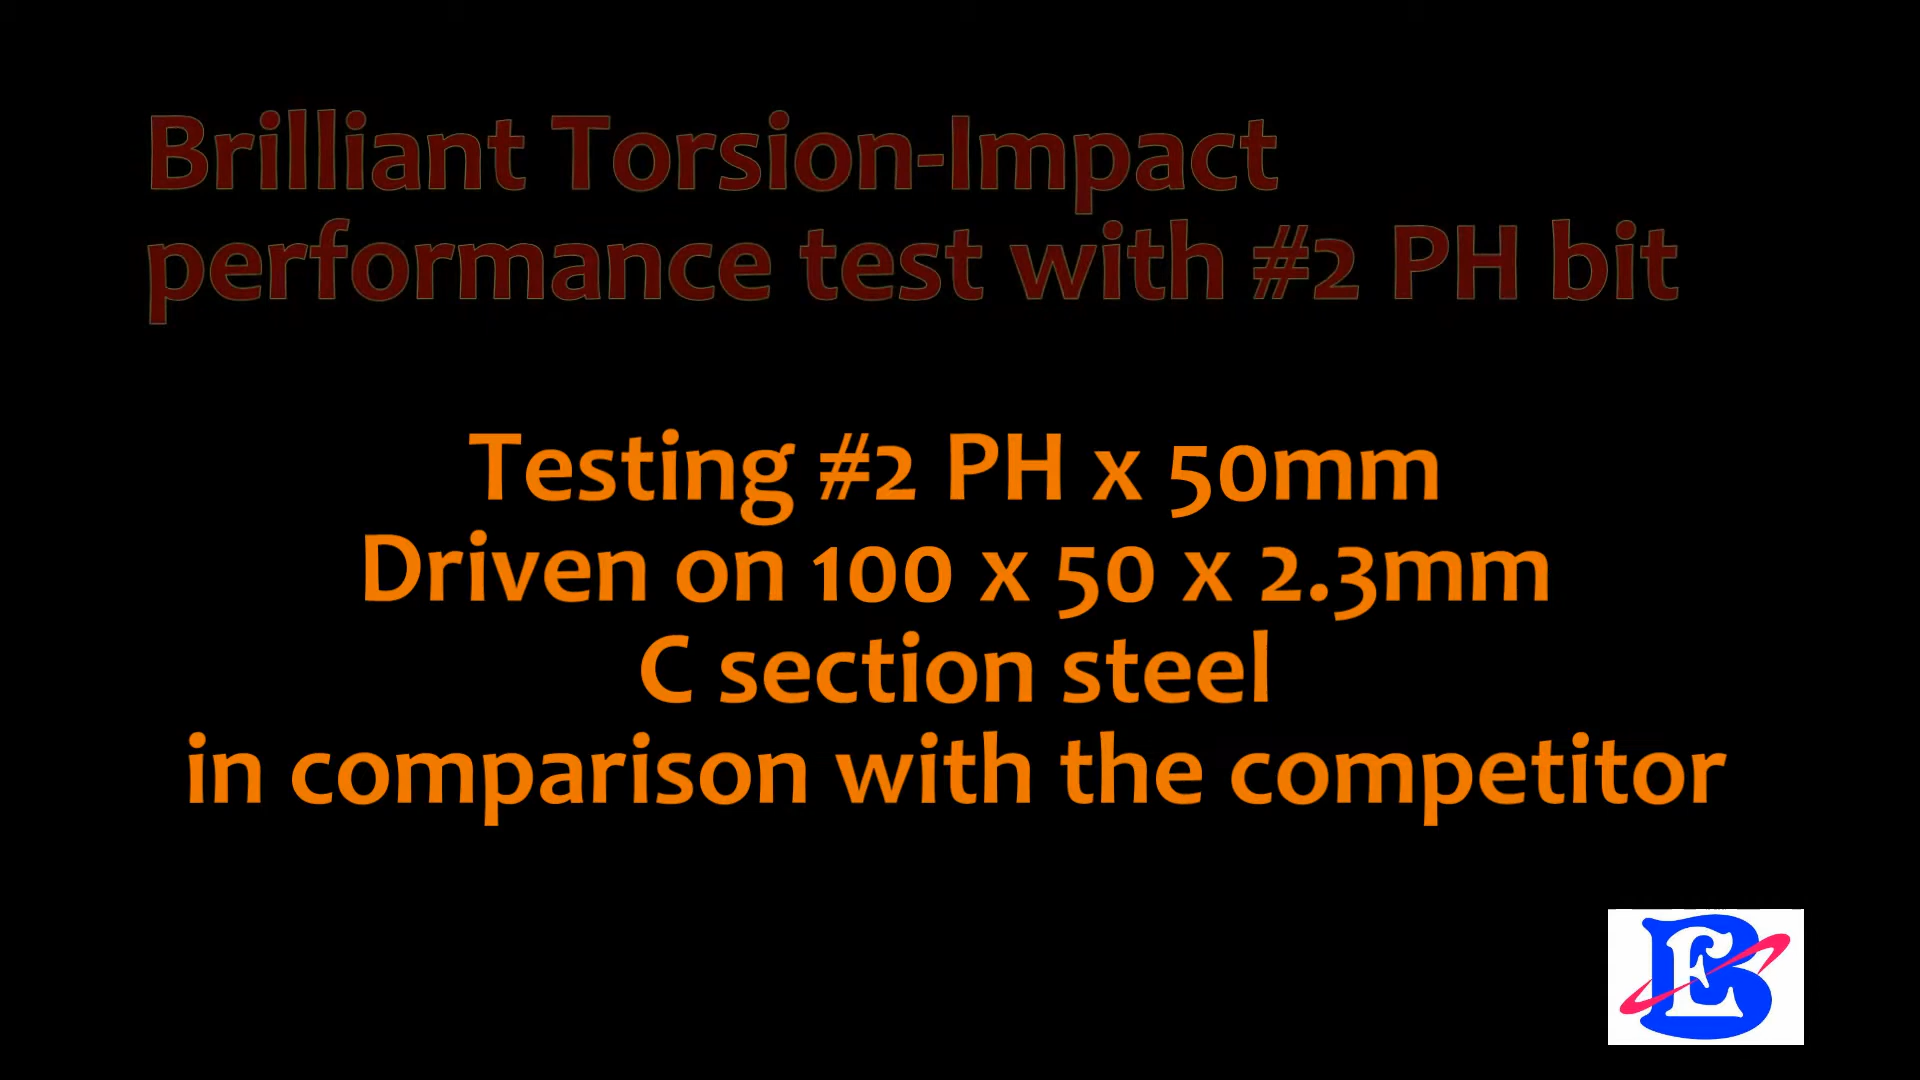 Brilliant Torsion-Impact
performance test with #2 PH bit
Testing #2 PH x 50mm
Driven on 100 x 50 x 2.3mm
C section steel
in comparison with the competitor
BE